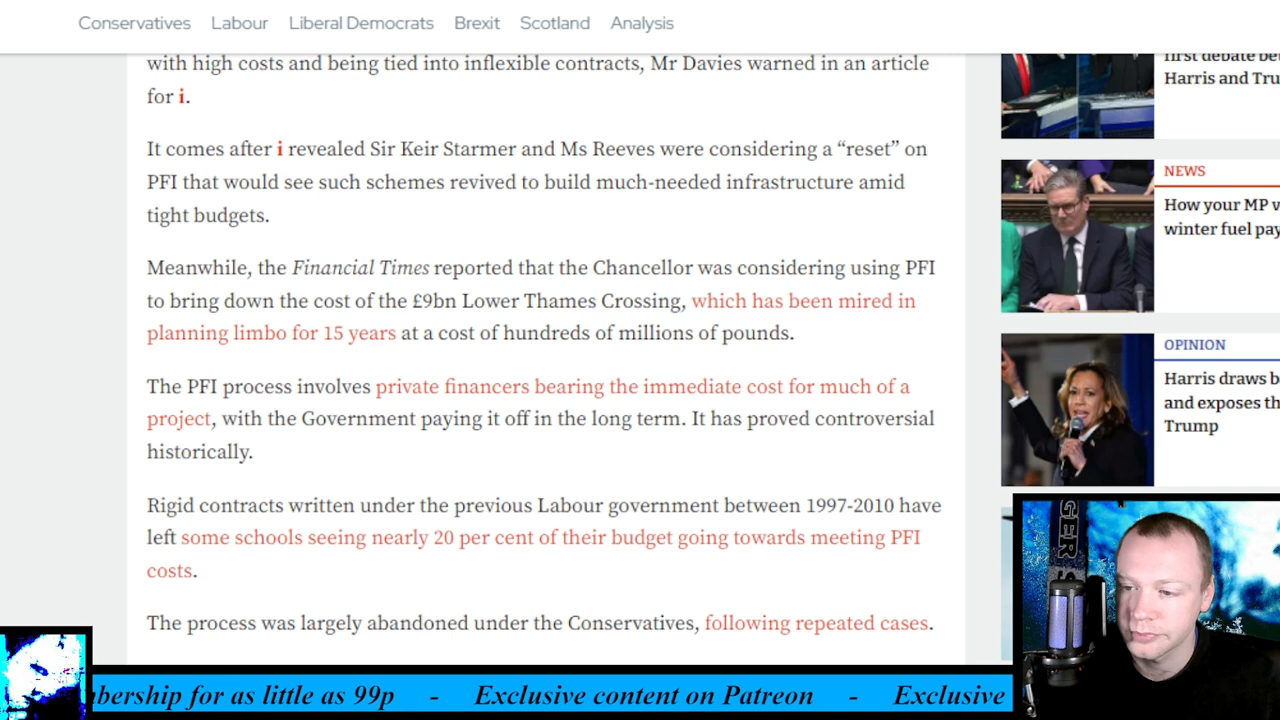 Conservatives Labour Liberal Democrats Brexit Scotland Analysis
with high costs and being tied into inflexible contracts, Mr Davies warned in an article
for i.
It comes after i revealed Sir Keir Starmer and Ms Reeves were considering a “reset” on
PFI that would see such schemes revived to build much-needed infrastructure amid
tight budgets.
Meanwhile, the Financial Times reported that the Chancellor was considering using PFI
to bring down the cost of the £9bn Lower Thames Crossing, which has been mired in
planning limbo for 15 years at a cost of hundreds of millions of pounds.
The PFI process involves private financers bearing the immediate cost for much of a
project, with the Government paying it off in the long term. It has proved controversial
historically.
Rigid contracts written under the previous Labour government between 1997-2010 have
left some schools seeing nearly 20 per cent of their budget going towards meeting PFI
costs.
The process was largely abandoned under the Conservatives, following repeated cases.
first debate be
Harris and Tru
NEWS
How your MP v
winter fuel pay
OPINION
Harris draws b
and exposes th
Trump
GER S
bership for as little as 99p - Exclusive content on Patreon - Exclusive